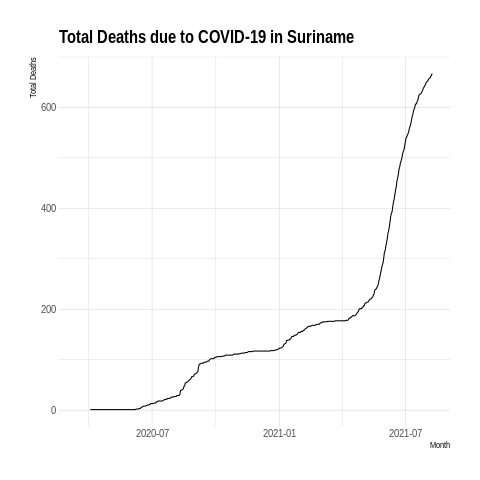 Total Deaths due to COVID-19 in Suriname
Total Deaths
600
400
200
0
2020-07 2021-01 2021-07
Month